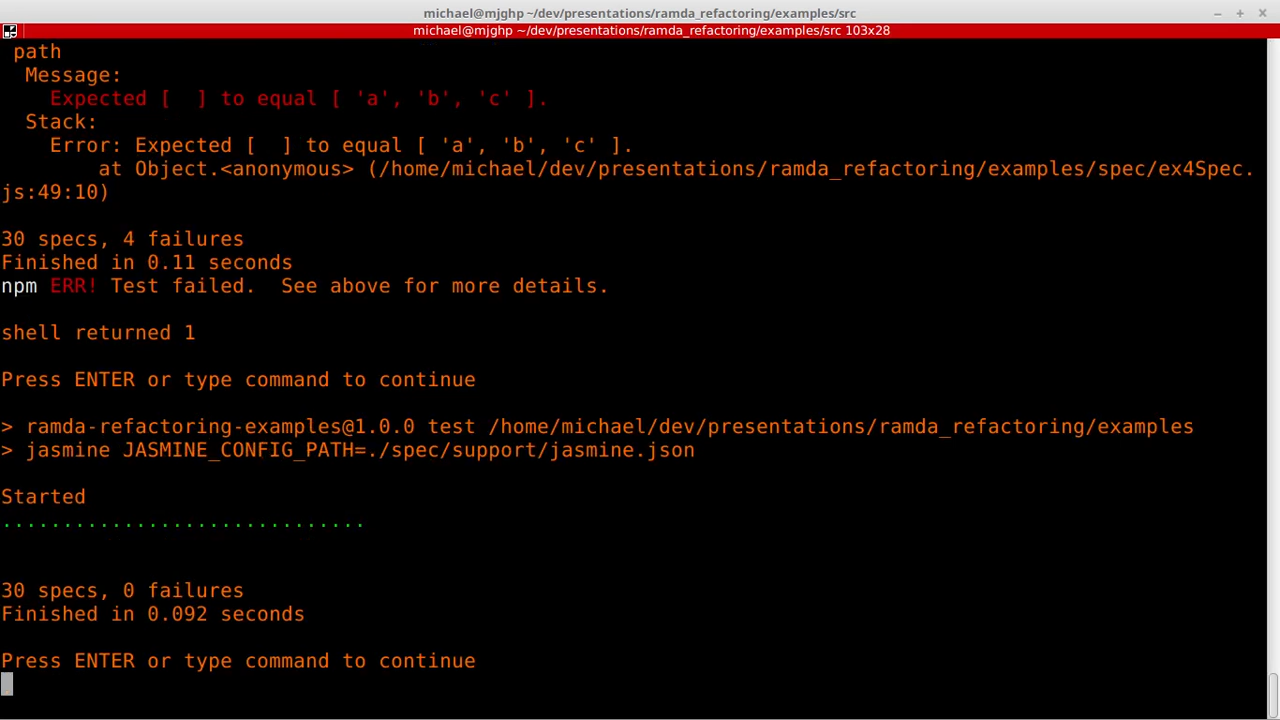 michael@mjghp ~/dev/presentations/ramda_refactoring/examples/src
michael@mjghp ~/dev/presentations/ramda_refactoring/examples/src 103x28
path
Message:
Expected [  ] to equal [ 'a', 'b', 'c' ].
Stack:
Error: Expected [  ] to equal [ 'a', 'b', 'c' ].
at Object.<anonymous> (/home/michael/dev/presentations/ramda_refactoring/examples/spec/ex4Spec.
js:49:10)
30 specs, 4 failures
Finished in 0.11 seconds
npm ERR! Test failed.  See above for more details.
shell returned 1
Press ENTER or type command to continue
> ramda-refactoring-examples@1.0.0 test /home/michael/dev/presentations/ramda_refactoring/examples
> jasmine JASMINE_CONFIG_PATH=./spec/support/jasmine.json
Started
..............................
30 specs, 0 failures
Finished in 0.092 seconds
Press ENTER or type command to continue